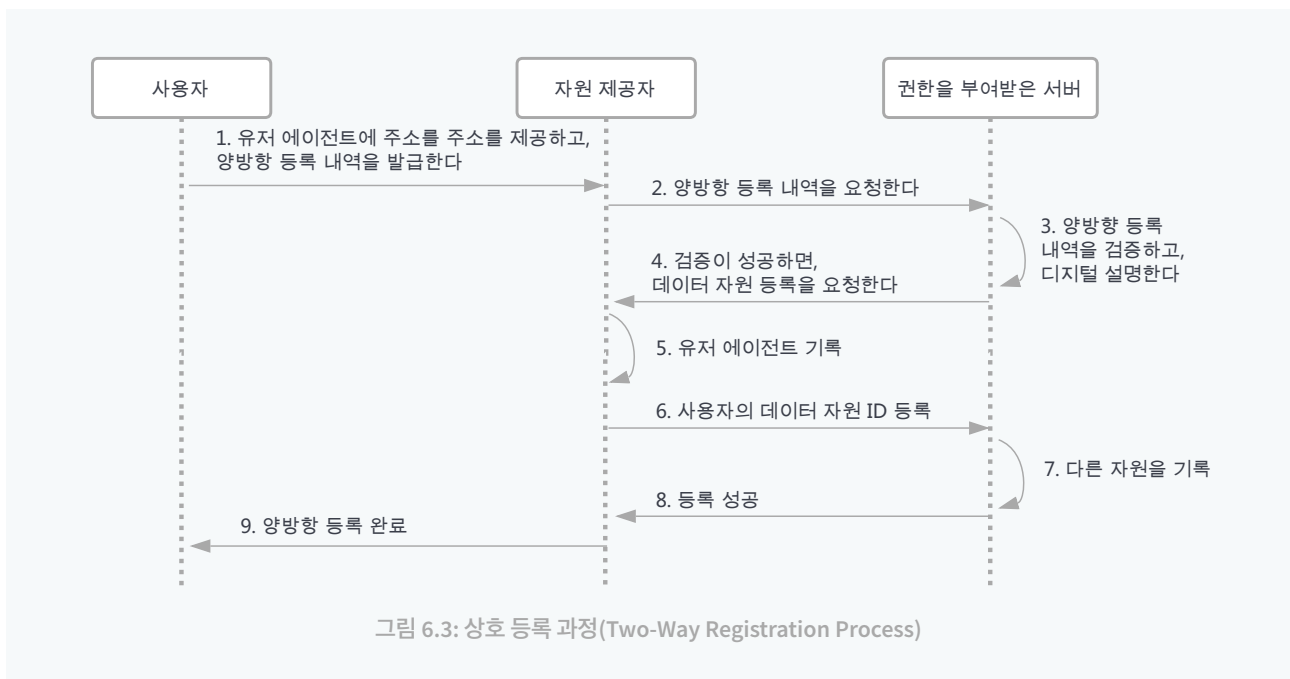 사용자
자원 제공자
권한을 부여받은 서버
1. 유저 에이전트에 주소를 주소를 제공하고,
양방항 등록 내역을 발급한다
2. 양방항 등록 내역을 요청한다
3. 양방향 등록
내역을 검증하고,
디지털 설명한다
4. 검증이 성공하면,
데이터 자원 등록을 요청한다
5. 유저 에이전트 기록
6. 사용자의 데이터 자원 ID 등록
7. 다른 자원을 기록
8. 등록 성공
9. 양방항 등록 완료
그림 6.3: 상호 등록 과정(Two-Way Registration Process)